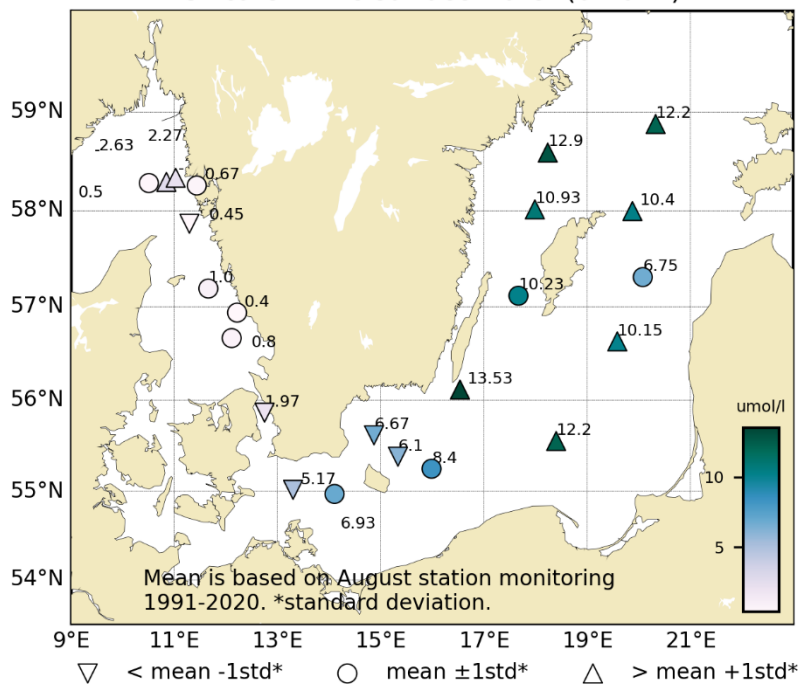 59°N
58°N
57°N
56°N
55°N
54°N
9°E
11°E
13°E
15°E
17°E
19°E
21°E
12.2
12.9
2.27
2.63
0.67
0.5
0.45
10.93
10.4
6.75
1.0
10.23
0.4
0.8
10.15
13.53
1.97
6.67
6.1
12.2
8.4
5.17
6.93
umol/l
10
5
Mean is based on August station monitoring
1991-2020. *standard deviation.
< mean -1std*
mean ±1std*
> mean +1std*